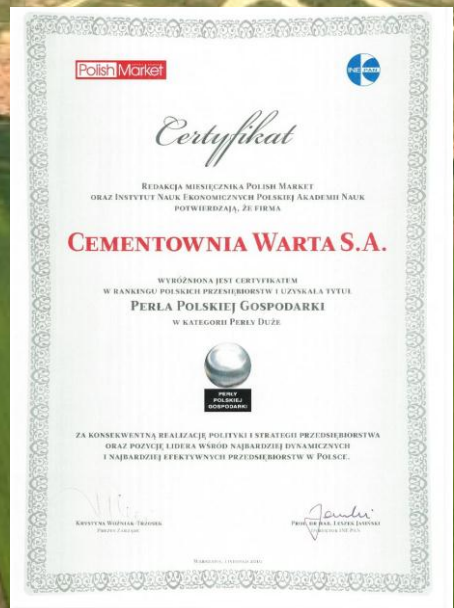 Polish Market
INE PAN
Certyfikat
REDAKCJA MIESIĘCZNIKA POLISH MARKET
ORAZ INSTYTUT NAUK EKONOMICZNYCH POLSKIEJ AKADEMII NAUK
POTWIERDZAJĄ, ŻE FIRMA
CEMENTOWNIA WARTA S.A.
WYRÓŻNIONA JEST CERTYFIKATEM
W RANKINGU POLSKICH PRZEDSIĘBIORSTW I UZYSKAŁA TYTUŁ
PERŁA POLSKIEJ GOSPODARKI
W KATEGORII PERŁY DUŻE
PERŁY
POLSKIEJ
GOSPODARKI
ZA KONSEKWENTNĄ REALIZACJĘ POLITYKI I STRATEGII PRZEDSIĘBIORSTWA
ORAZ POZYCJĘ LIDERA WŚRÓD NAJBARDZIEJ DYNAMICZNYCH
I NAJBARDZIEJ EFEKTYWNYCH PRZEDSIĘBIORSTW W POLSCE.
KRYSTYNA WOŹNIAK-TRZOSEK
PROF. DR HAB. LESZEK JASIŃSKI
WARSZAWA, LISTOPAD